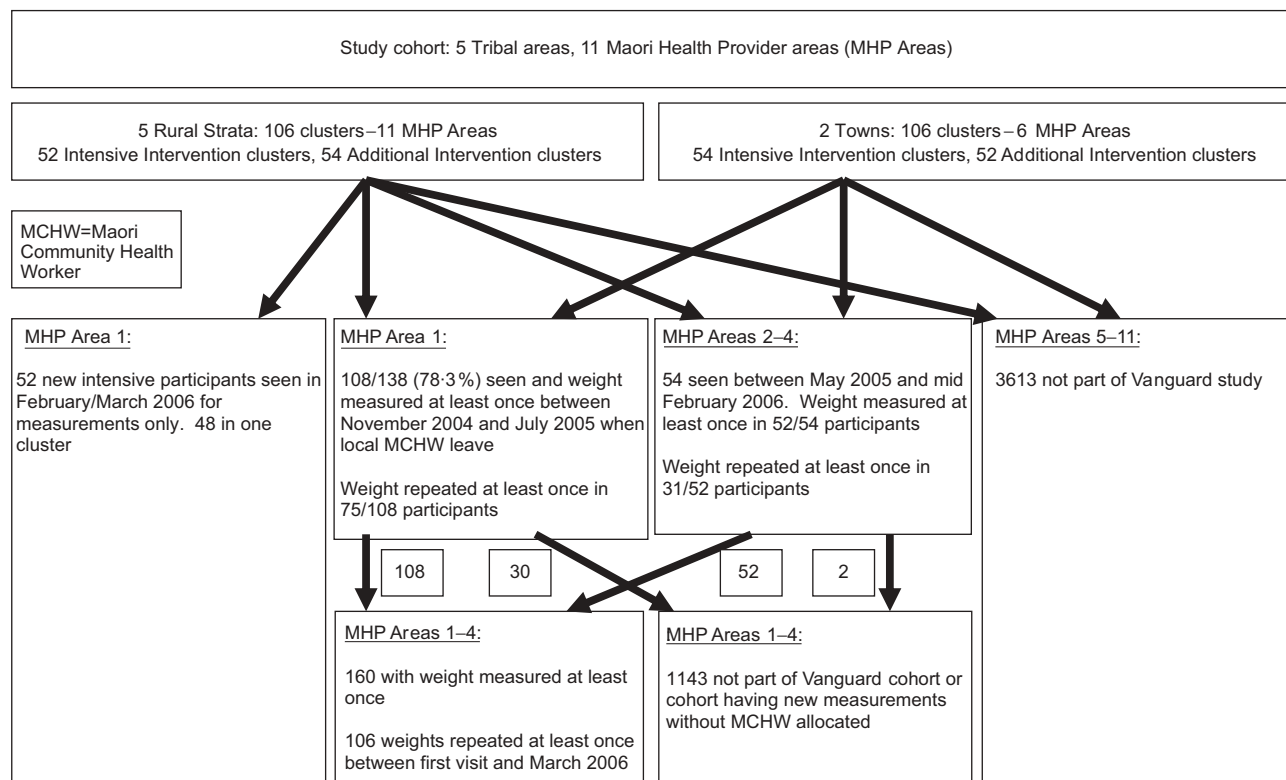 Study cohort: 5 Tribal areas, 11 Maori Health Provider areas (MHP Areas)
5 Rural Strata: 106 clusters–11 MHP Areas
52 Intensive Intervention clusters, 54 Additional Intervention clusters
2 Towns: 106 clusters–6 MHP Areas
54 Intensive Intervention clusters, 52 Additional Intervention clusters
MCHW=Maori
Community Health
Worker
MHP Area 1:
52 new intensive participants seen in
February/March 2006 for
measurements only. 48 in one
cluster
MHP Area 1:
108/138 (78·3 %) seen and weight
measured at least once between
November 2004 and July 2005 when
local MCHW leave
Weight repeated at least once in
75/108 participants
MHP Areas 2–4:
54 seen between May 2005 and mid
February 2006. Weight measured at
least once in 52/54 participants
Weight repeated at least once in
31/52 participants
MHP Areas 5–11:
3613 not part of Vanguard study
108
30
52
2
MHP Areas 1–4:
160 with weight measured at least
once
106 weights repeated at least once
between first visit and March 2006
MHP Areas 1–4:
1143 not part of Vanguard cohort or
cohort having new measurements
without MCHW allocated